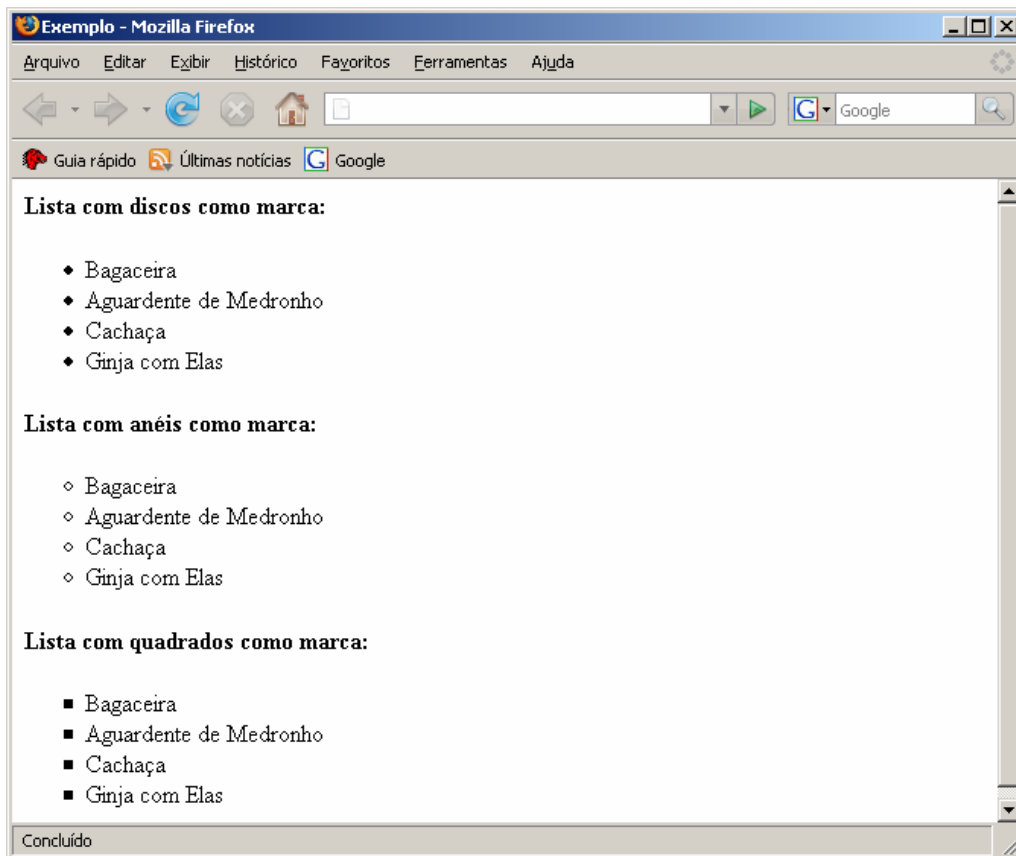 Exemplo - Mozilla Firefox
Arquivo Editar Exibir Histórico Favoritos Ferramentas Ajuda
G Google
Guia rápido Últimas notícias G Google
Lista com discos como marca:
Bagaceira
Aguardente de Medronho
Cachaça
Ginja com Elas
Lista com anéis como marca:
Bagaceira
Aguardente de Medronho
Cachaça
Ginja com Elas
Lista com quadrados como marca:
Bagaceira
Aguardente de Medronho
Cachaça
Ginja com Elas
Concluído